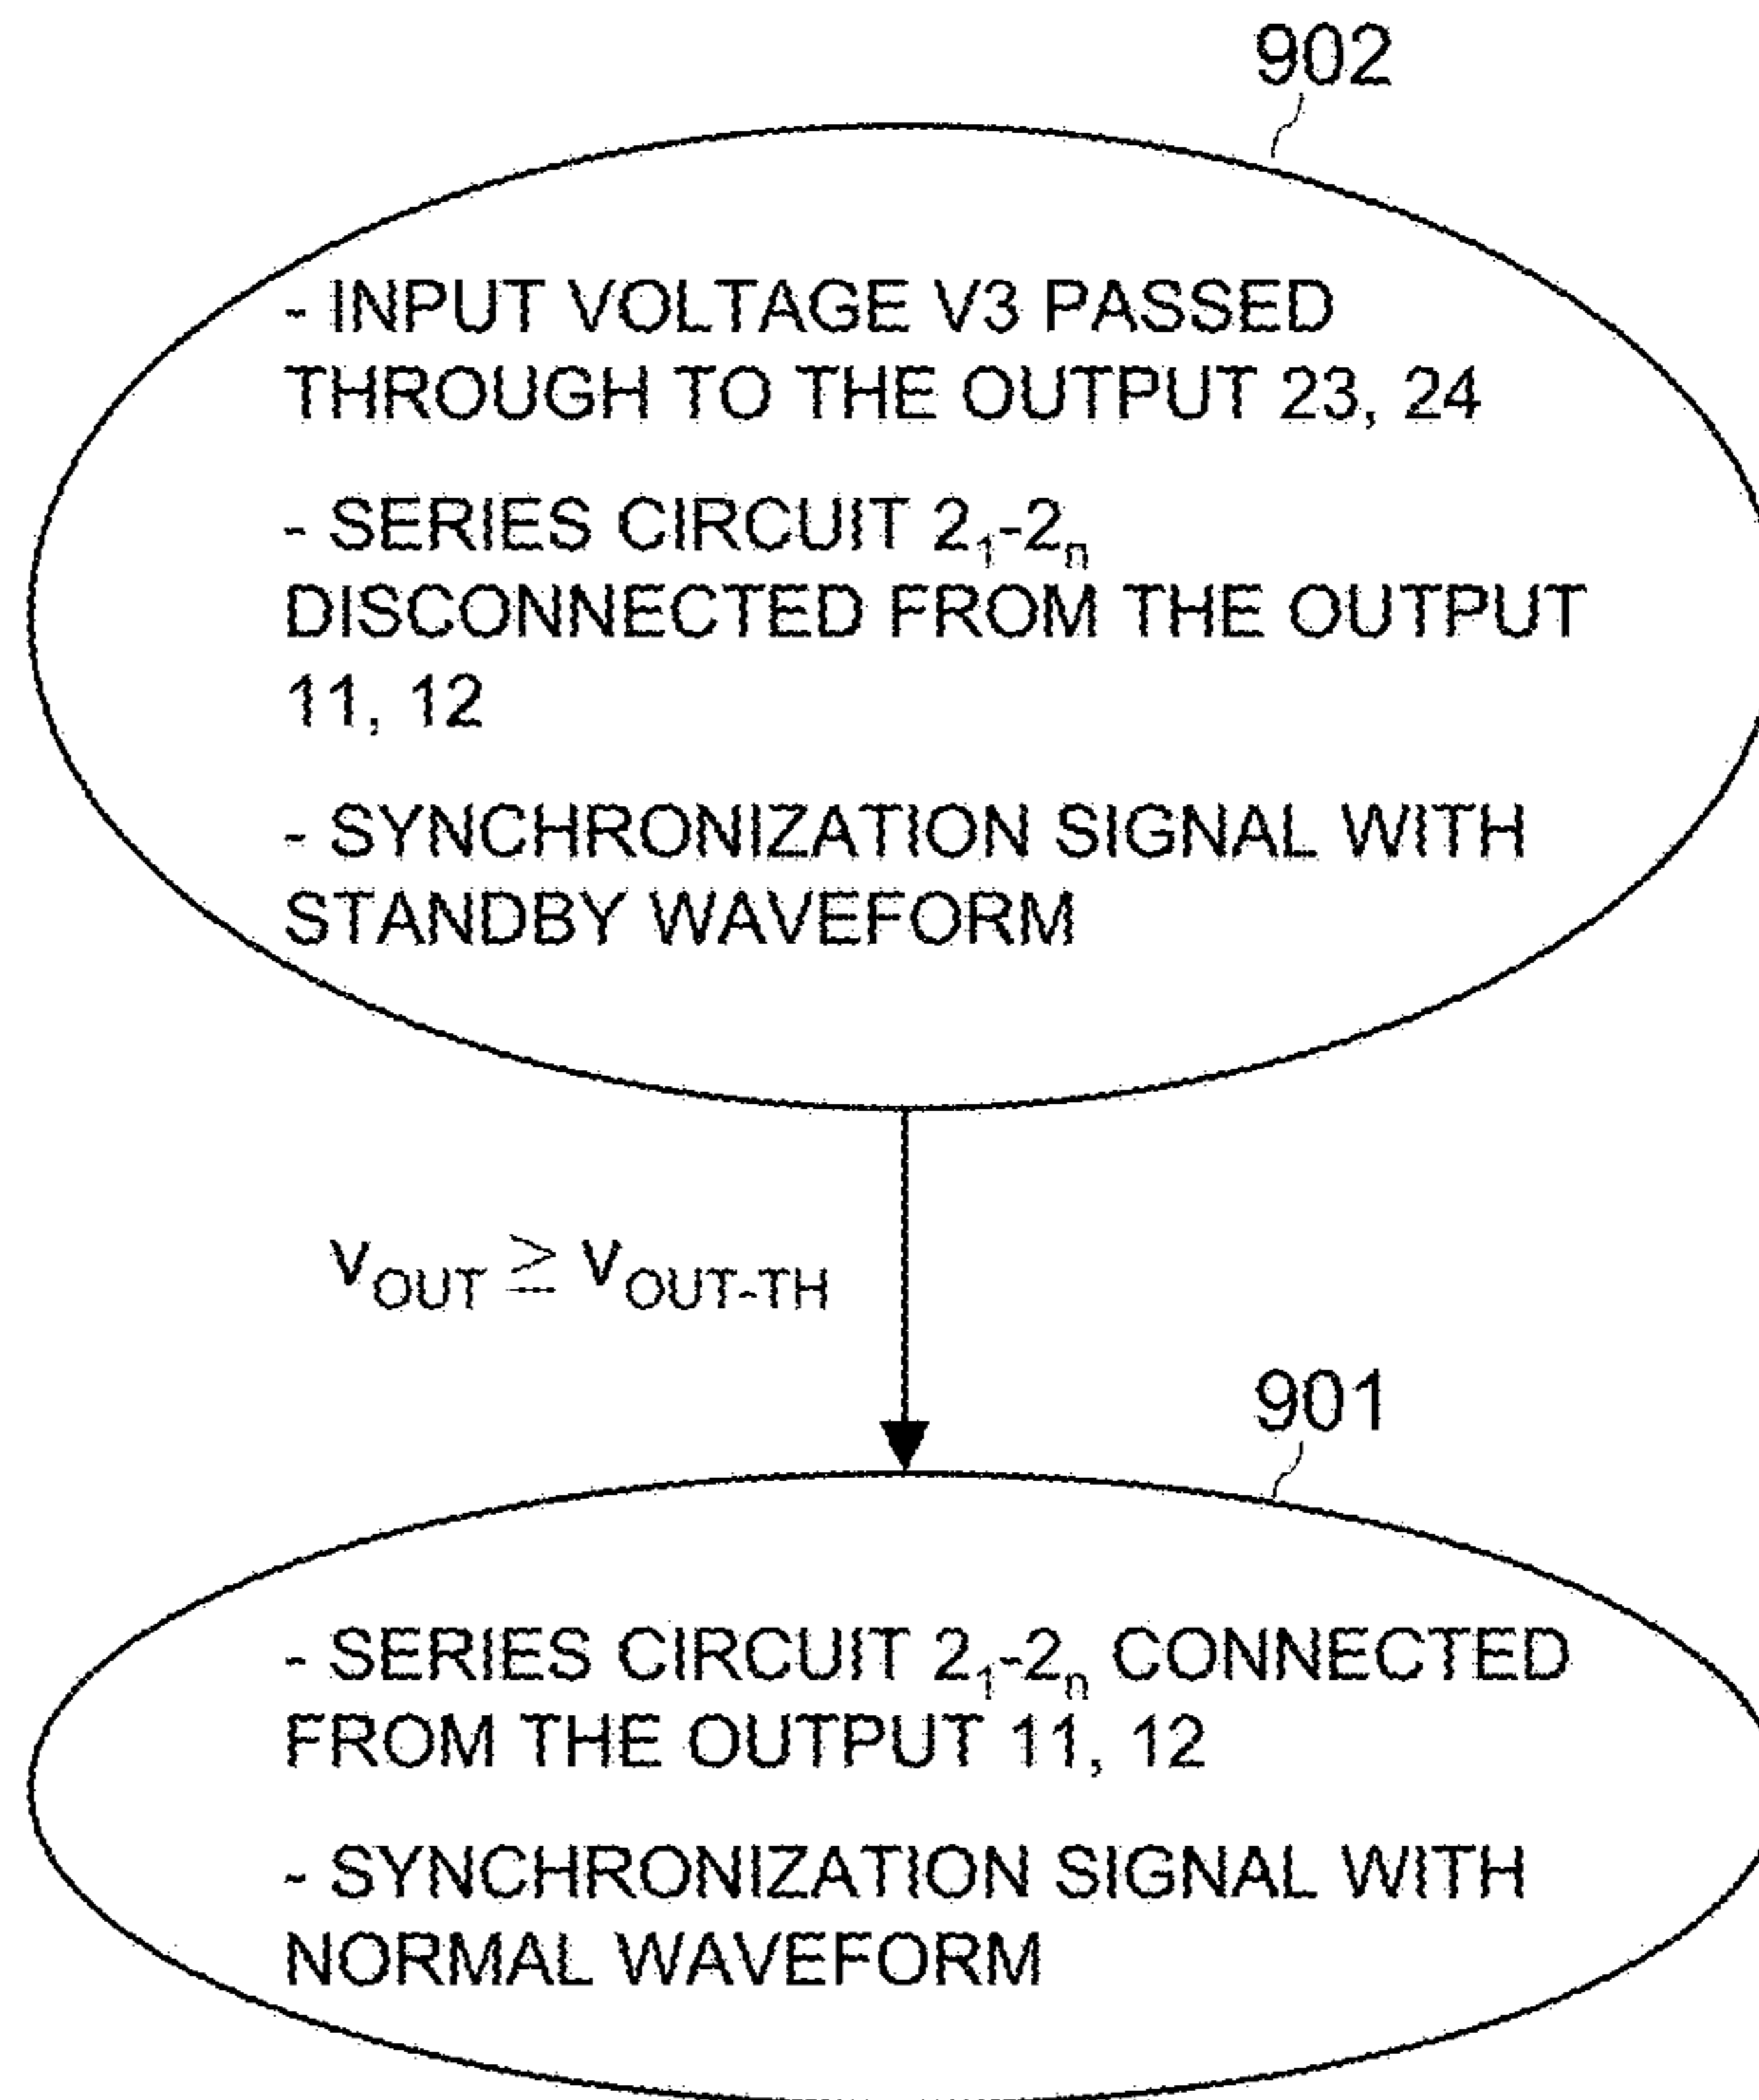 902
- INPUT VOLTAGE V3 PASSED
THROUGH TO THE OUTPUT 23, 24
- SERIES CIRCUIT 2₁-2ₙ
DISCONNECTED FROM THE OUTPUT
11, 12
- SYNCHRONIZATION SIGNAL WITH
STANDBY WAVEFORM
V_OUT ≥ V_OUT-TH
901
- SERIES CIRCUIT 2₁-2ₙ CONNECTED
FROM THE OUTPUT 11, 12
- SYNCHRONIZATION SIGNAL WITH
NORMAL WAVEFORM